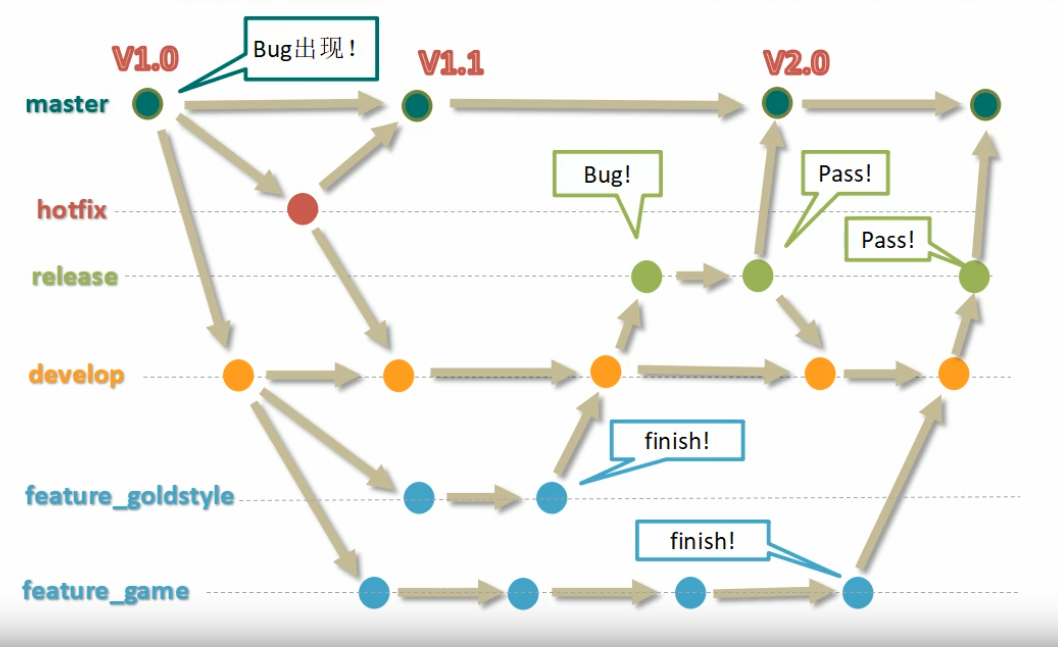 V1.0
Bug出现！
V1.1
V2.0
master
Bug!
Pass!
hotfix
Pass!
release
develop
finish!
feature_goldstyle
finish!
feature_game